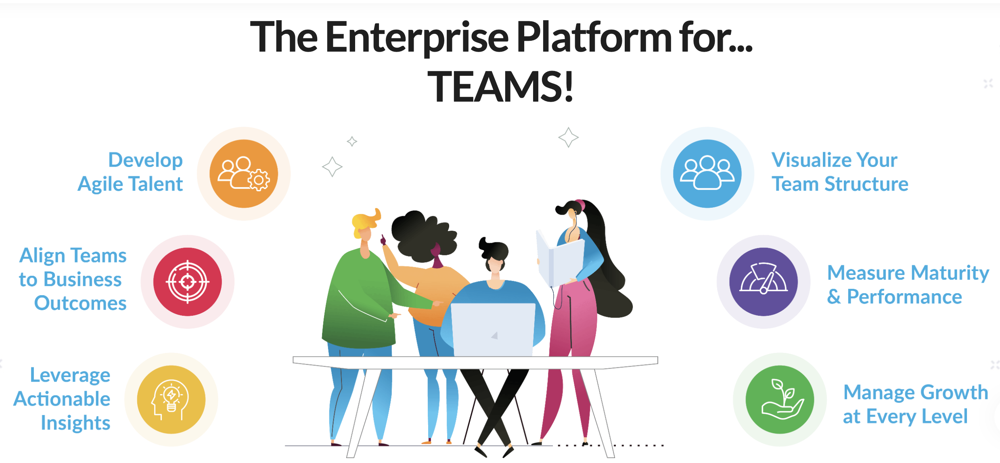 The Enterprise Platform for...
TEAMS!
Develop
Agile Talent
Visualize Your
Team Structure
Align Teams
to Business
Outcomes
Measure Maturity
& Performance
Leverage
Actionable
Insights
Manage Growth
at Every Level